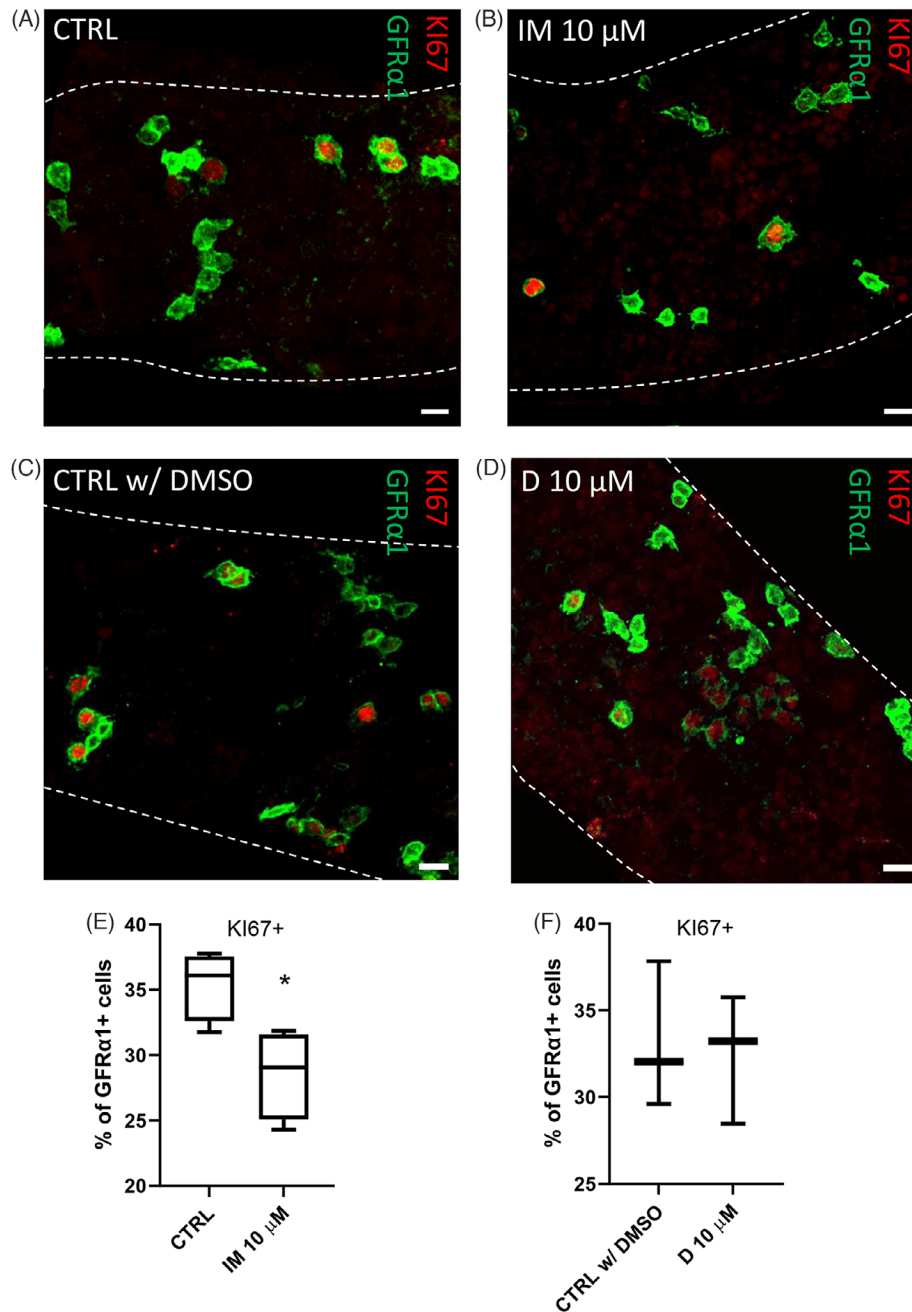 (A)
CTRL
KI67
GFRα1
(B)
IM 10 µM
KI67
GFRα1
(C)
CTRL w/ DMSO
KI67
GFRα1
(D)
D 10 µM
KI67
GFRα1
(E)
KI67+
% of GFRα1+ cells
40
35
30
25
20
*
CTRL
IM 10 µM
(F)
KI67+
% of GFRα1+ cells
40
35
30
25
CTRL w/ DMSO
D 10 µM